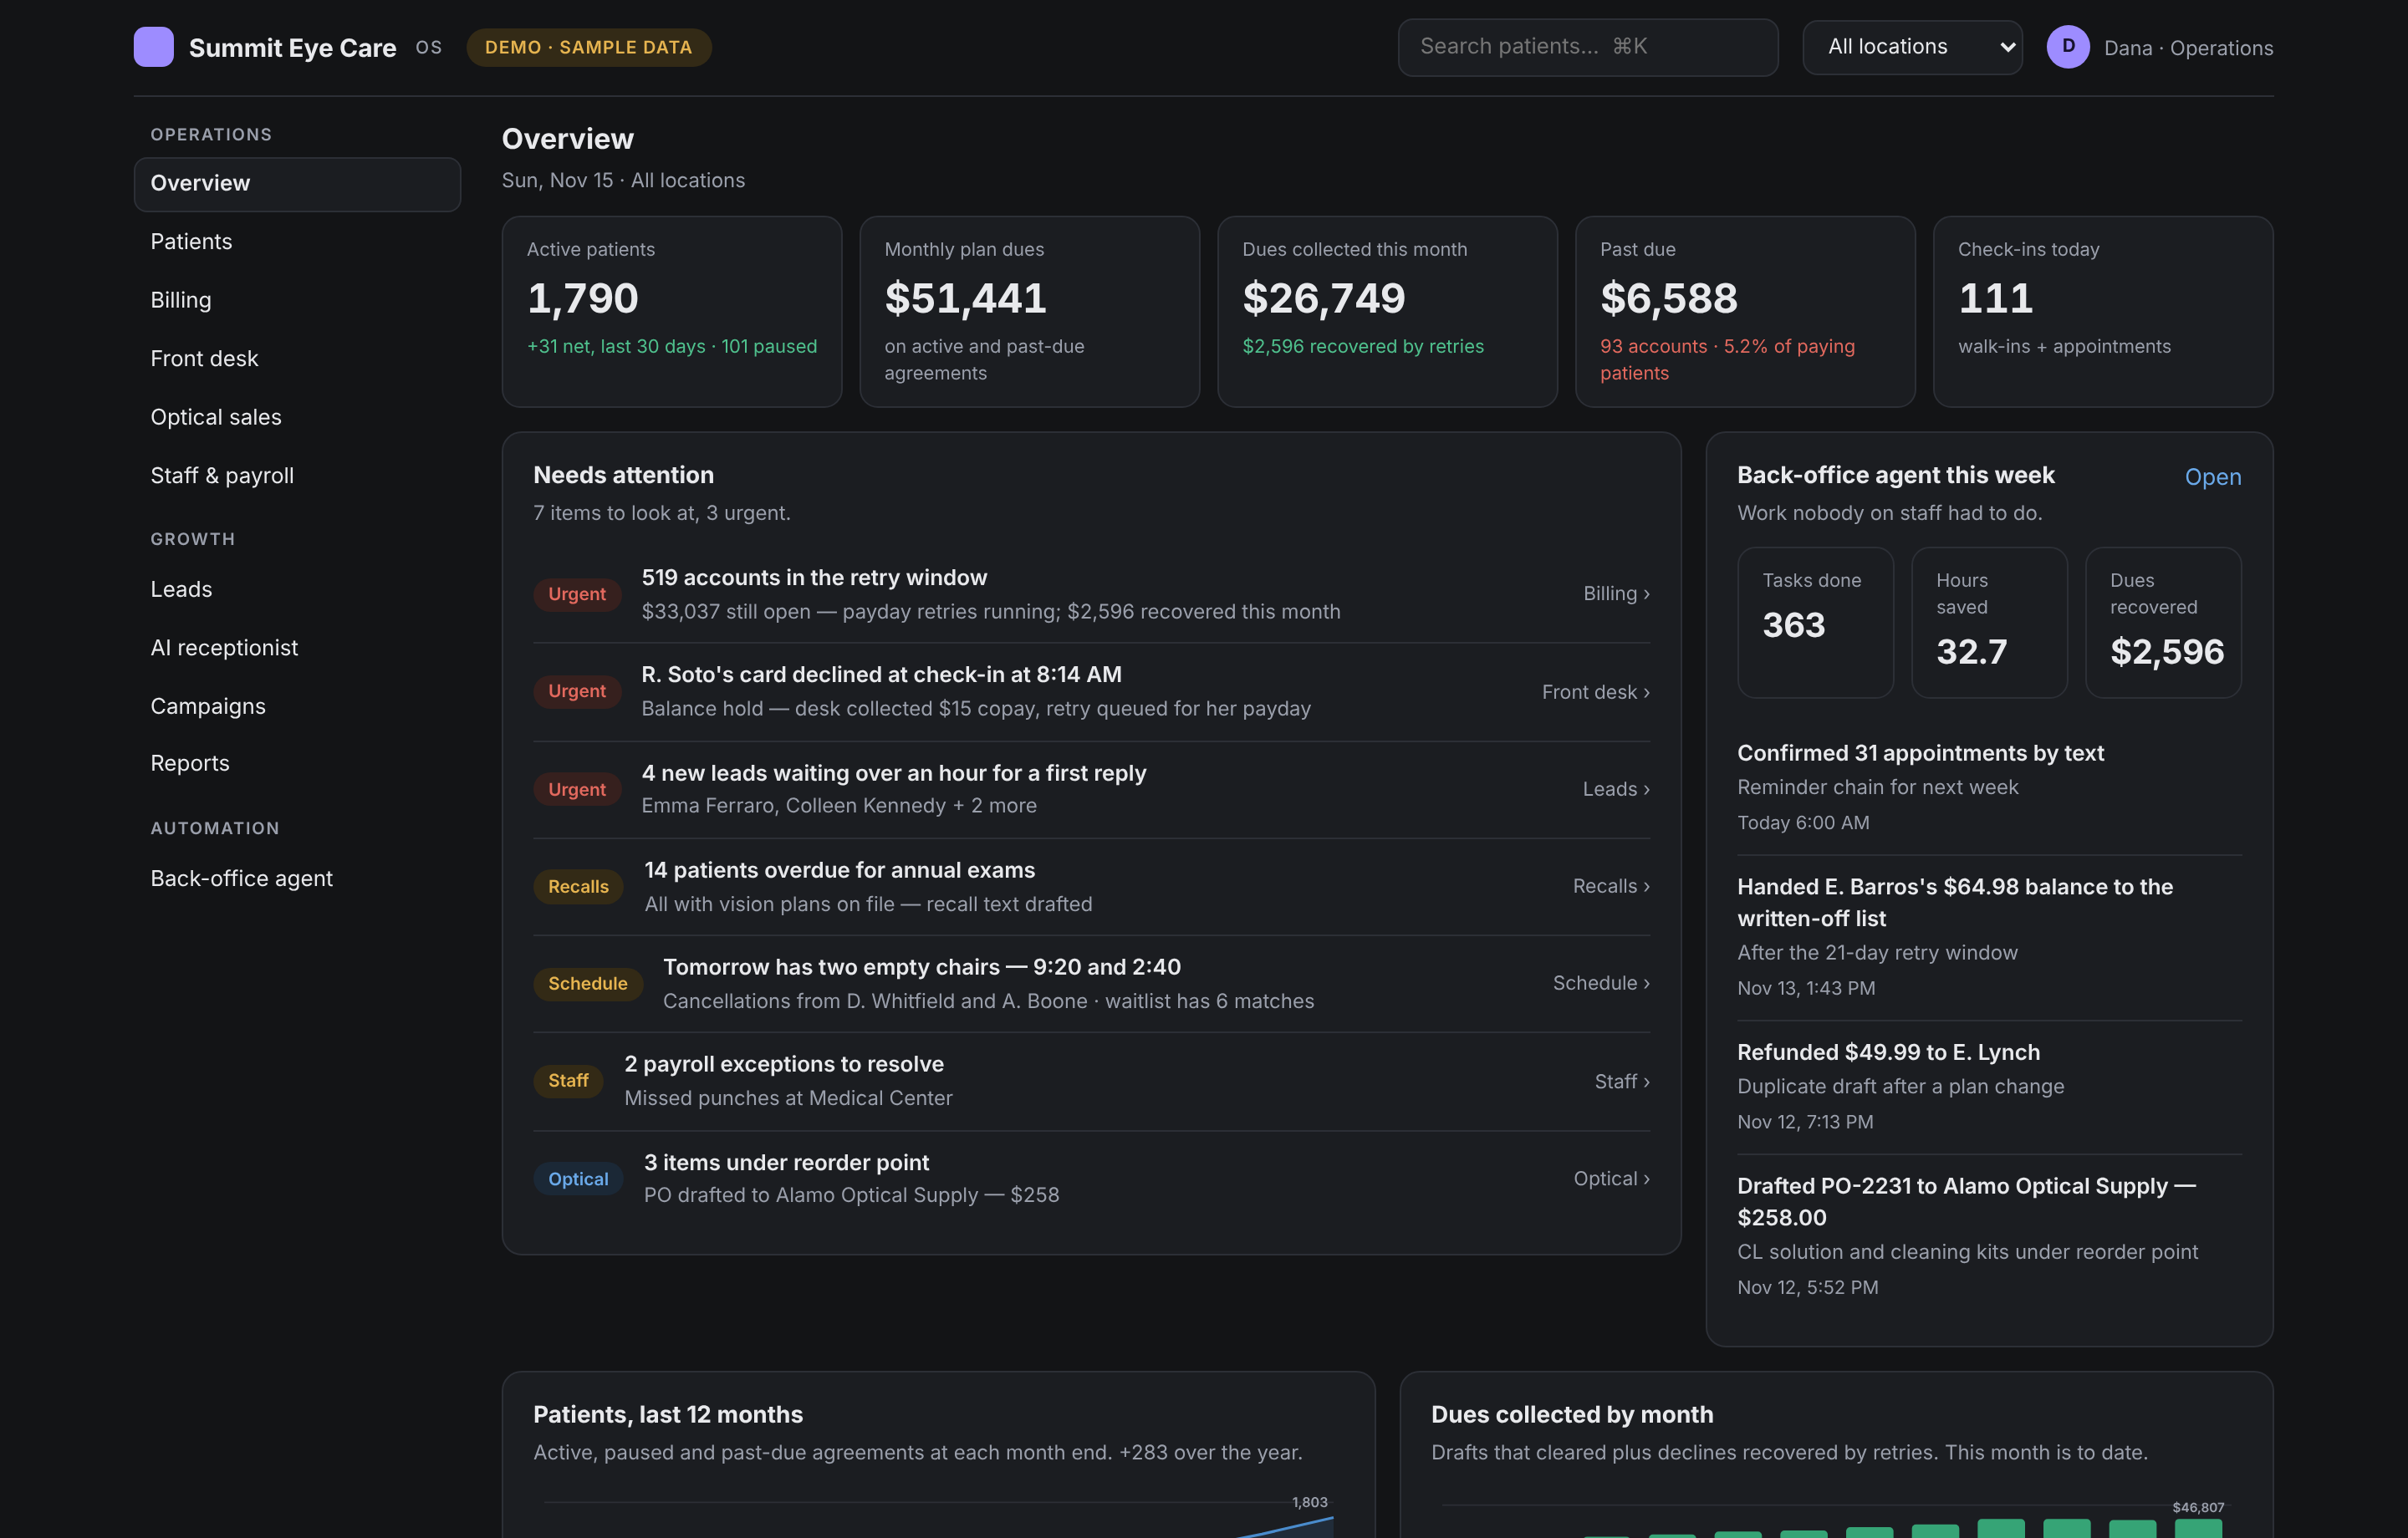 Summit Eye Care OS DEMO · SAMPLE DATA
Search patients... ⌘K
All locations
D
Dana · Operations
OPERATIONS
Overview
Patients
Billing
Front desk
Optical sales
Staff & payroll
GROWTH
Leads
AI receptionist
Campaigns
Reports
AUTOMATION
Back-office agent
Overview
Sun, Nov 15 · All locations
Active patients
1,790
+31 net, last 30 days · 101 paused
Monthly plan dues
$51,441
on active and past-due
agreements
Dues collected this month
$26,749
$2,596 recovered by retries
Past due
$6,588
93 accounts · 5.2% of paying
patients
Check-ins today
111
walk-ins + appointments
Needs attention
7 items to look at, 3 urgent.
Urgent
519 accounts in the retry window
$33,037 still open — payday retries running; $2,596 recovered this month
Billing ›
Urgent
R. Soto's card declined at check-in at 8:14 AM
Balance hold — desk collected $15 copay, retry queued for her payday
Front desk ›
Urgent
4 new leads waiting over an hour for a first reply
Emma Ferraro, Colleen Kennedy + 2 more
Leads ›
Recalls
14 patients overdue for annual exams
All with vision plans on file — recall text drafted
Recalls ›
Schedule
Tomorrow has two empty chairs — 9:20 and 2:40
Cancellations from D. Whitfield and A. Boone · waitlist has 6 matches
Schedule ›
Staff
2 payroll exceptions to resolve
Missed punches at Medical Center
Staff ›
Optical
3 items under reorder point
PO drafted to Alamo Optical Supply — $258
Optical ›
Back-office agent this week
Open
Work nobody on staff had to do.
Tasks done
363
Hours
saved
32.7
Dues
recovered
$2,596
Confirmed 31 appointments by text
Reminder chain for next week
Today 6:00 AM
Handed E. Barros's $64.98 balance to the
written-off list
After the 21-day retry window
Nov 13, 1:43 PM
Refunded $49.99 to E. Lynch
Duplicate draft after a plan change
Nov 12, 7:13 PM
Drafted PO-2231 to Alamo Optical Supply —
$258.00
CL solution and cleaning kits under reorder point
Nov 12, 5:52 PM
Patients, last 12 months
Active, paused and past-due agreements at each month end. +283 over the year.
1,803
Dues collected by month
Drafts that cleared plus declines recovered by retries. This month is to date.
$46,807